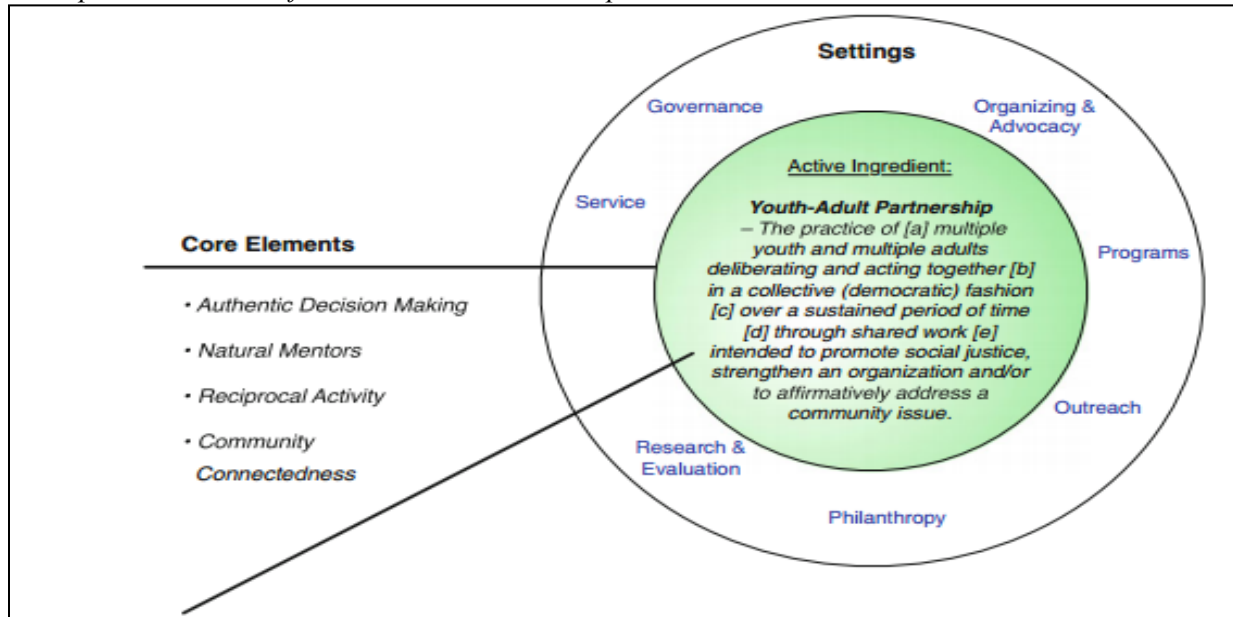 Settings
Governance
Organizing &
Advocacy
Service
Programs
Outreach
Research &
Evaluation
Philanthropy
Active Ingredient:
Youth-Adult Partnership
– The practice of [a] multiple
youth and multiple adults
deliberating and acting together [b]
in a collective (democratic) fashion
[c] over a sustained period of time
[d] through shared work [e]
intended to promote social justice,
strengthen an organization and/or
to affirmatively address a
community issue.
Core Elements
• Authentic Decision Making
• Natural Mentors
• Reciprocal Activity
• Community
Connectedness